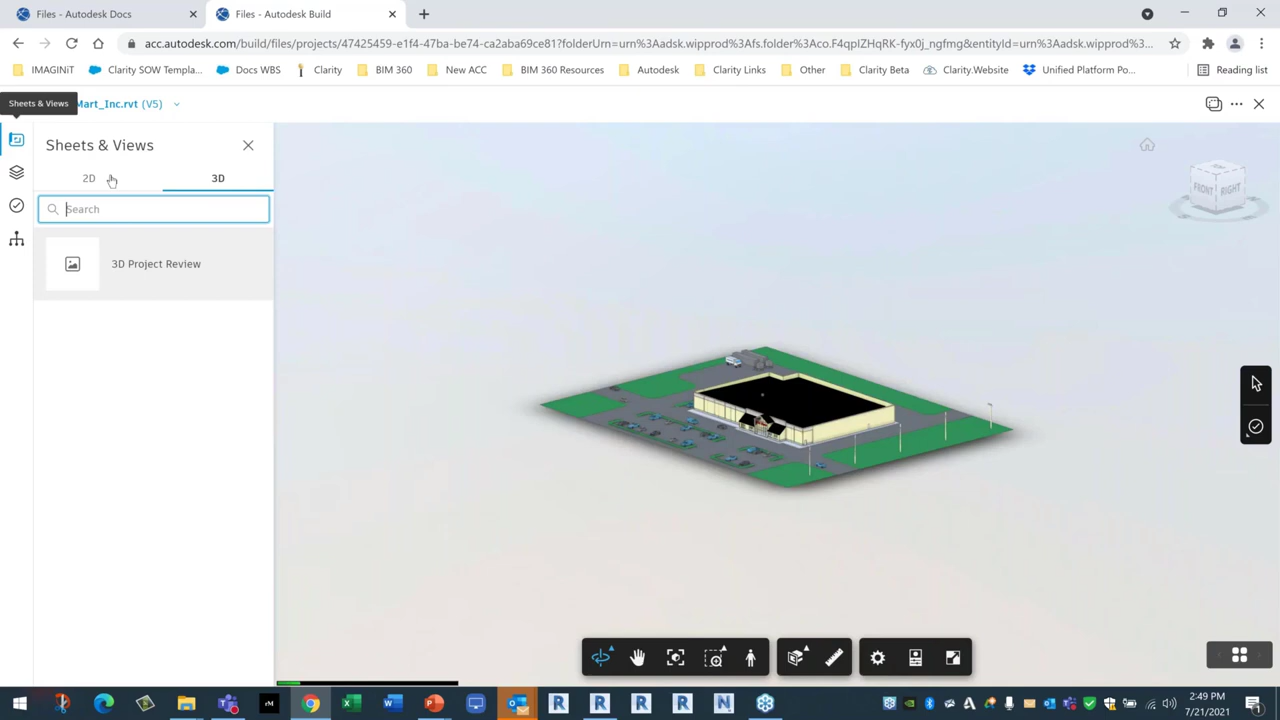 Files - Autodesk Docs
Files - Autodesk Build
acc.autodesk.com/build/files/projects/47425459-e1f4-47ba-be74-ca2aba69ce81?folderUrn=urn%3Aadsk.wipprod%3Afs.folder%3Aco.F4qpIZHqRK-fyx0j_ngfmg&entityId=urn%3Aadsk.wipprod%3...
IMAGINiT
Clarity SOW Templa...
Docs WBS
Clarity
BIM 360
New ACC
BIM 360 Resources
Autodesk
Clarity Links
Other
Clarity Beta
Clarity.Website
Unified Platform Po...
Reading list
Sheets & Views
Mart_Inc.rvt (V5)
Sheets & Views
2D
3D
Search
3D Project Review
FRONT
RIGHT
2:49 PM
7/21/2021